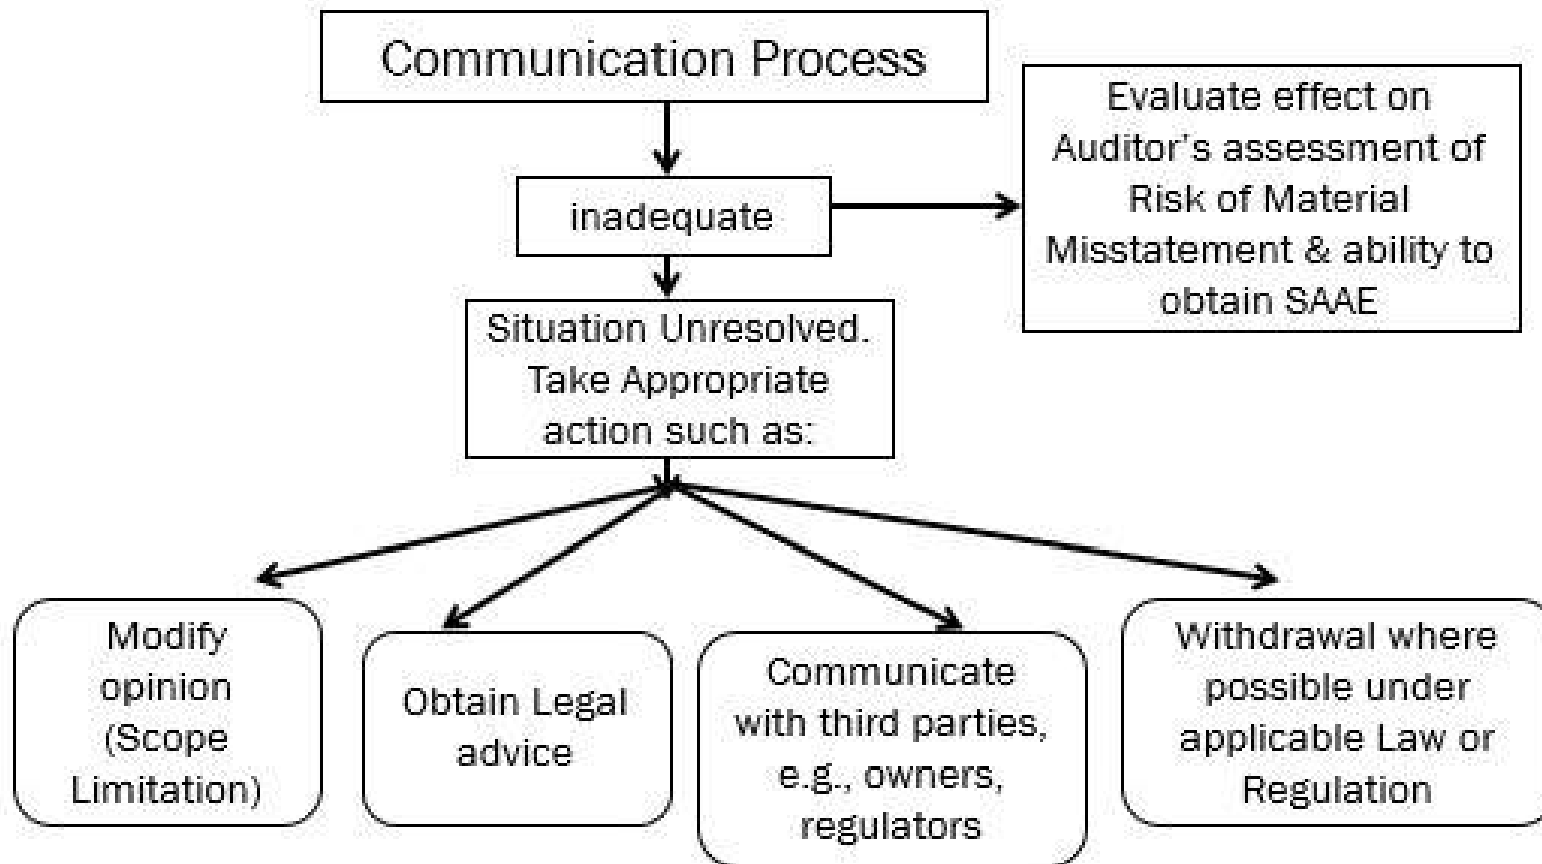 Communication Process
Evaluate effect on
Auditor's assessment of
Risk of Material
Misstatement & ability to
obtain SAAE
inadequate
Situation Unresolved.
Take Appropriate
action such as:
Modify
opinion
(Scope
Limitation)
Obtain Legal
advice
Communicate
with third parties,
e.g., owners,
regulators
Withdrawal where
possible under
applicable Law or
Regulation